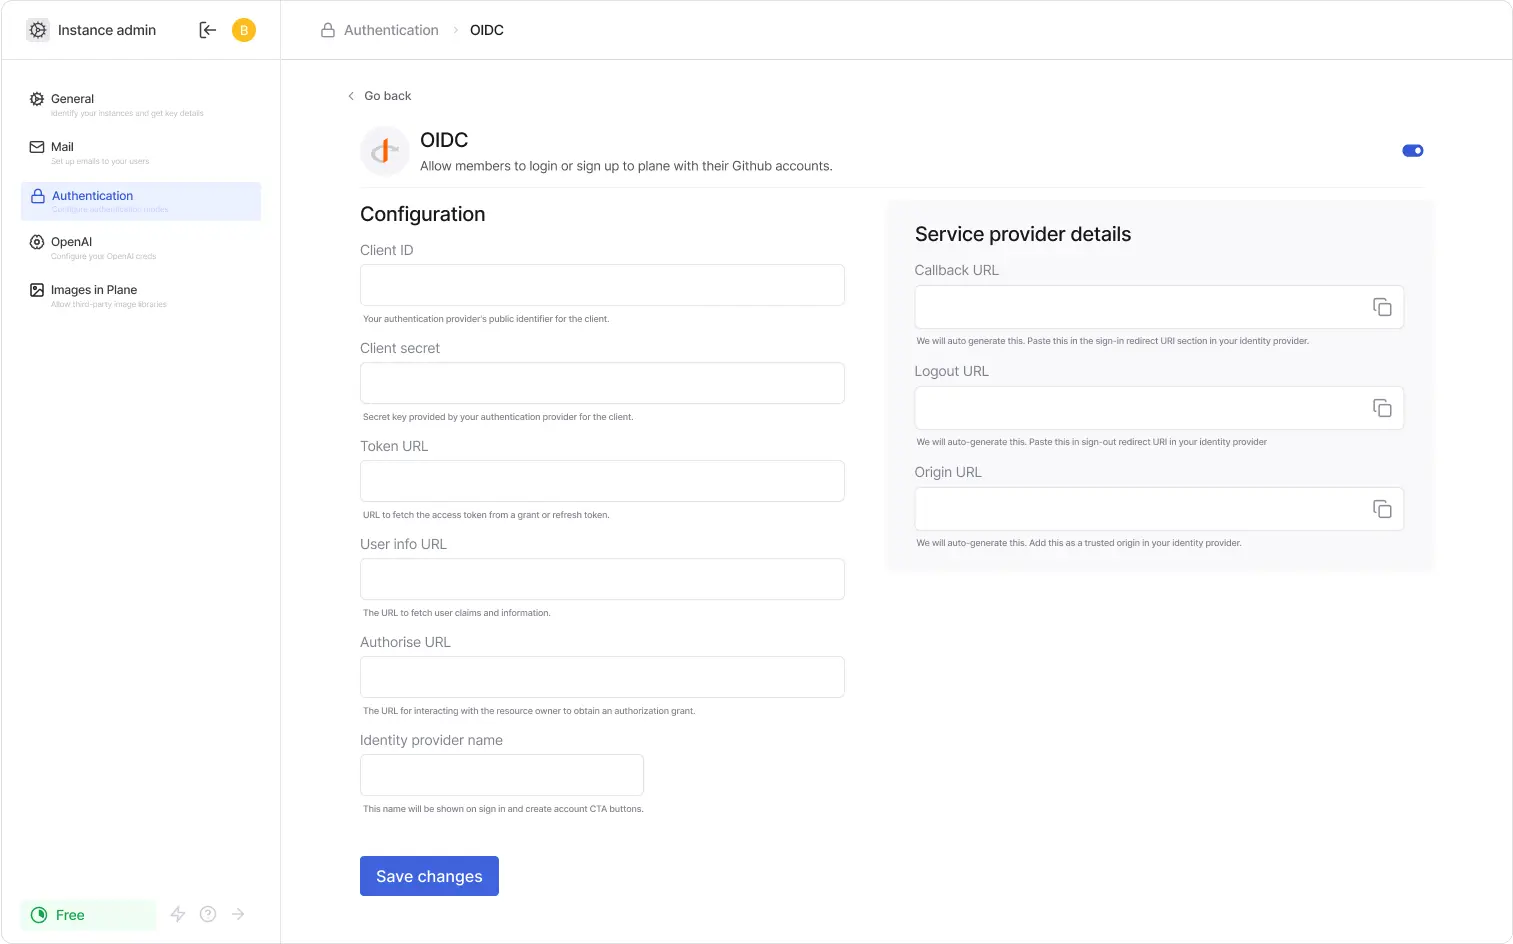 Instance admin
B
Authentication
OIDC
General
Identify your instances and get key details
Mail
Set up emails to your users
Authentication
Configure authentication modes
OpenAI
Configure your OpenAI creds
Images in Plane
Allow third-party image libraries
Free
Go back
OIDC
Allow members to login or sign up to plane with their Github accounts.
Configuration
Client ID
Your authentication provider's public identifier for the client.
Client secret
Secret key provided by your authentication provider for the client.
Token URL
URL to fetch the access token from a grant or refresh token.
User info URL
The URL to fetch user claims and information.
Authorise URL
The URL for interacting with the resource owner to obtain an authorization grant.
Identity provider name
This name will be shown on sign in and create account CTA buttons.
Save changes
Service provider details
Callback URL
We will auto generate this. Paste this in the sign-in redirect URI section in your identity provider.
Logout URL
We will auto-generate this. Paste this in sign-out redirect URI in your identity provider
Origin URL
We will auto-generate this. Add this as a trusted origin in your identity provider.